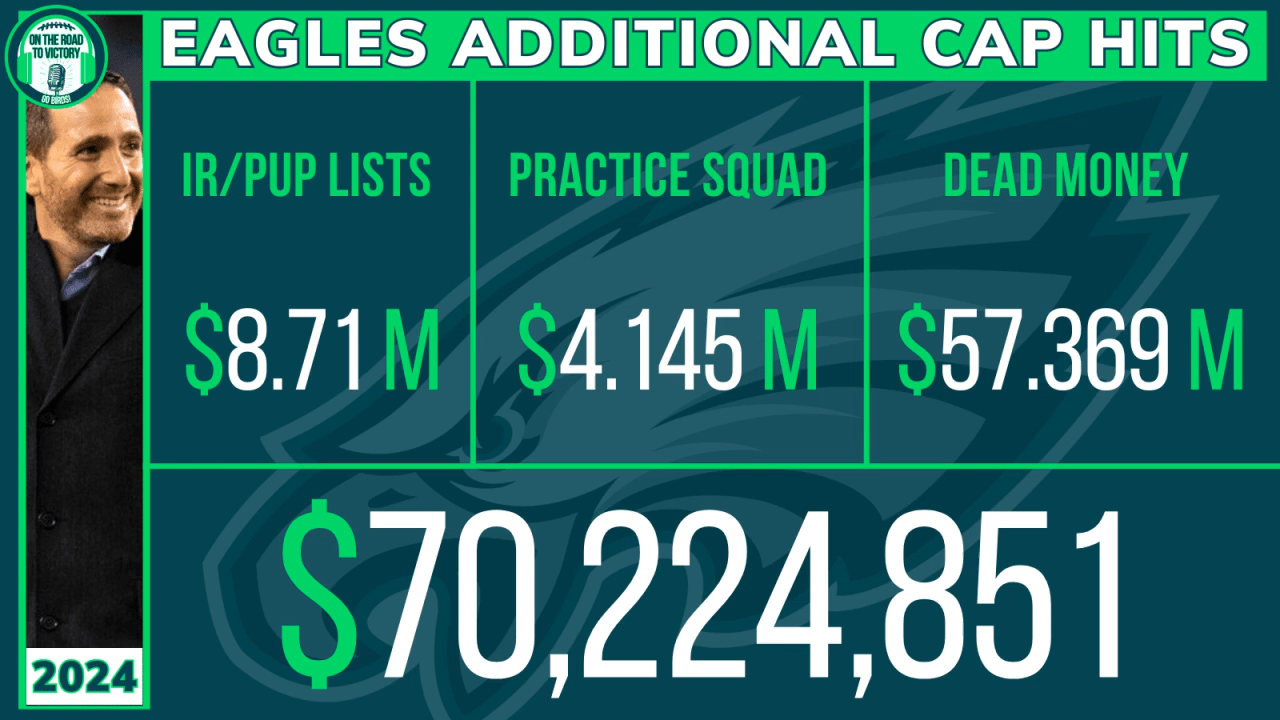 ON THE ROAD
TO VICTORY
GO BIRDS!
EAGLES ADDITIONAL CAP HITS
IR/PUP LISTS
PRACTICE SQUAD
DEAD MONEY
$8.71 M
$4.145 M
$57.369 M
$70,224,851
2024